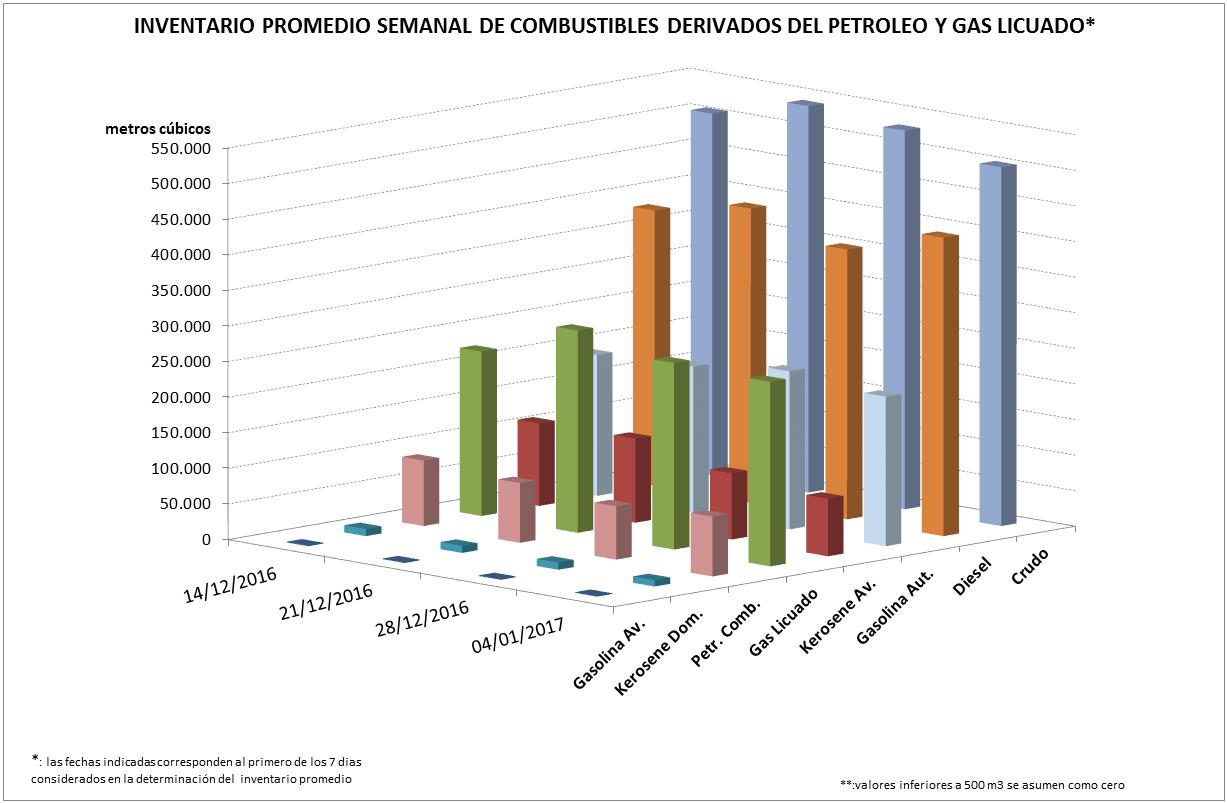 INVENTARIO PROMEDIO SEMANAL DE COMBUSTIBLES DERIVADOS DEL PETROLEO Y GAS LICUADO*
metros cúbicos
550.000
500.000
450.000
400.000
350.000
300.000
250.000
200.000
150.000
100.000
50.000
0
14/12/2016
21/12/2016
28/12/2016
04/01/2017
Gasolina Av.
Kerosene Dom.
Petr. Comb.
Gas Licuado
Kerosene Av.
Gasolina Aut.
Diesel
Crudo
*: las fechas indicadas corresponden al primero de los 7 dias
considerados en la determinación del inventario promedio
**:valores inferiores a 500 m3 se asumen como cero